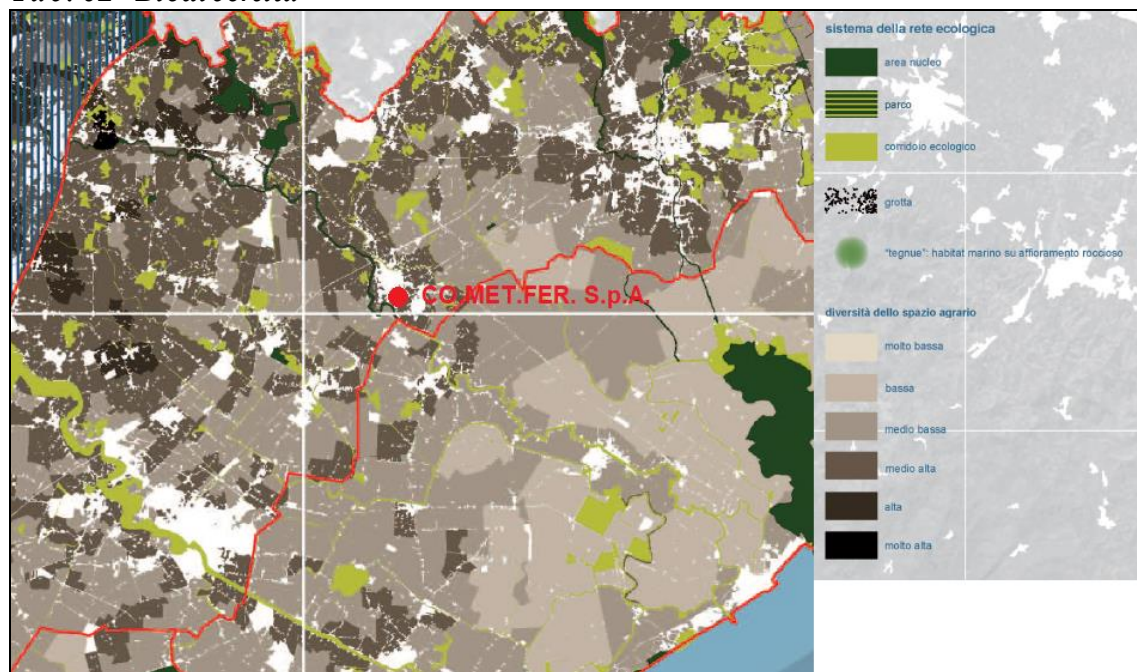 CO.MET.FER. S.p.A.
sistema della rete ecologica
area nucleo
parco
corridoio ecologico
grotta
"tegnue": habitat marino su affioramento roccioso
diversità dello spazio agrario
molto bassa
bassa
medio bassa
medio alta
alta
molto alta